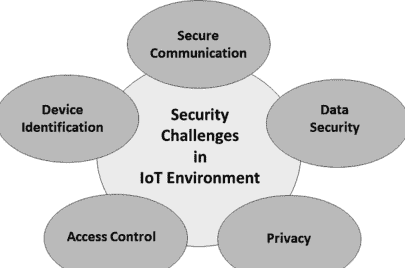 Secure
Communication
Device
Identification
Security
Challenges
in
IoT Environment
Data
Security
Access Control
Privacy